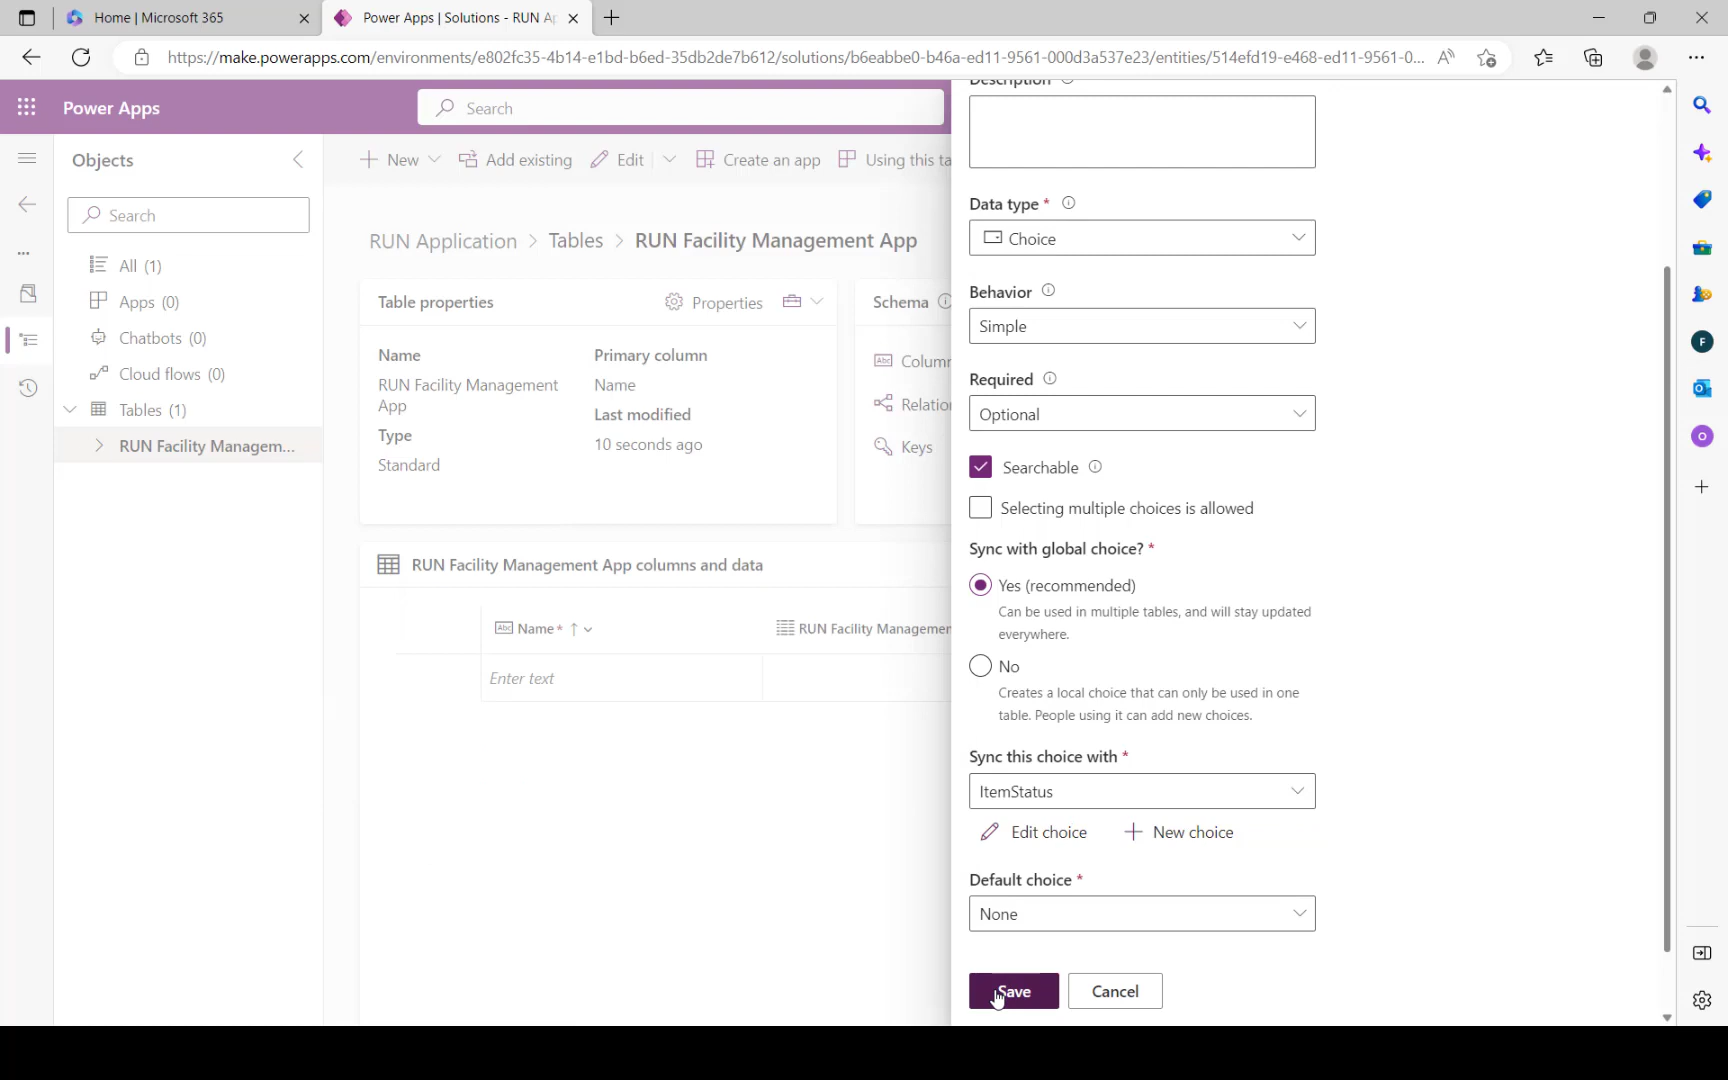 Home | Microsoft 365
Power Apps | Solutions - RUN Ap
https://make.powerapps.com/environments/e802fc35-4b14-e1bd-b6ed-35db2de7b612/solutions/b6eabbe0-b46a-ed11-9561-000d3a537e23/entities/514efd19-e468-ed11-9561-0...
Power Apps
Search
Objects
Search
All (1)
Apps (0)
Chatbots (0)
Cloud flows (0)
Tables (1)
RUN Facility Managem...
New
Add existing
Edit
Create an app
Using this ta
RUN Application > Tables > RUN Facility Management App
Table properties
Properties
Name
RUN Facility Management
App
Type
Standard
Primary column
Name
Last modified
10 seconds ago
Schema
Column
Relation
Keys
RUN Facility Management App columns and data
Name *
RUN Facility Managemen
Enter text
Description
Data type *
Choice
Behavior
Simple
Required
Optional
Searchable
Selecting multiple choices is allowed
Sync with global choice? *
Yes (recommended)
Can be used in multiple tables, and will stay updated
everywhere.
No
Creates a local choice that can only be used in one
table. People using it can add new choices.
Sync this choice with *
ItemStatus
Edit choice
New choice
Default choice *
None
Save
Cancel
F
O